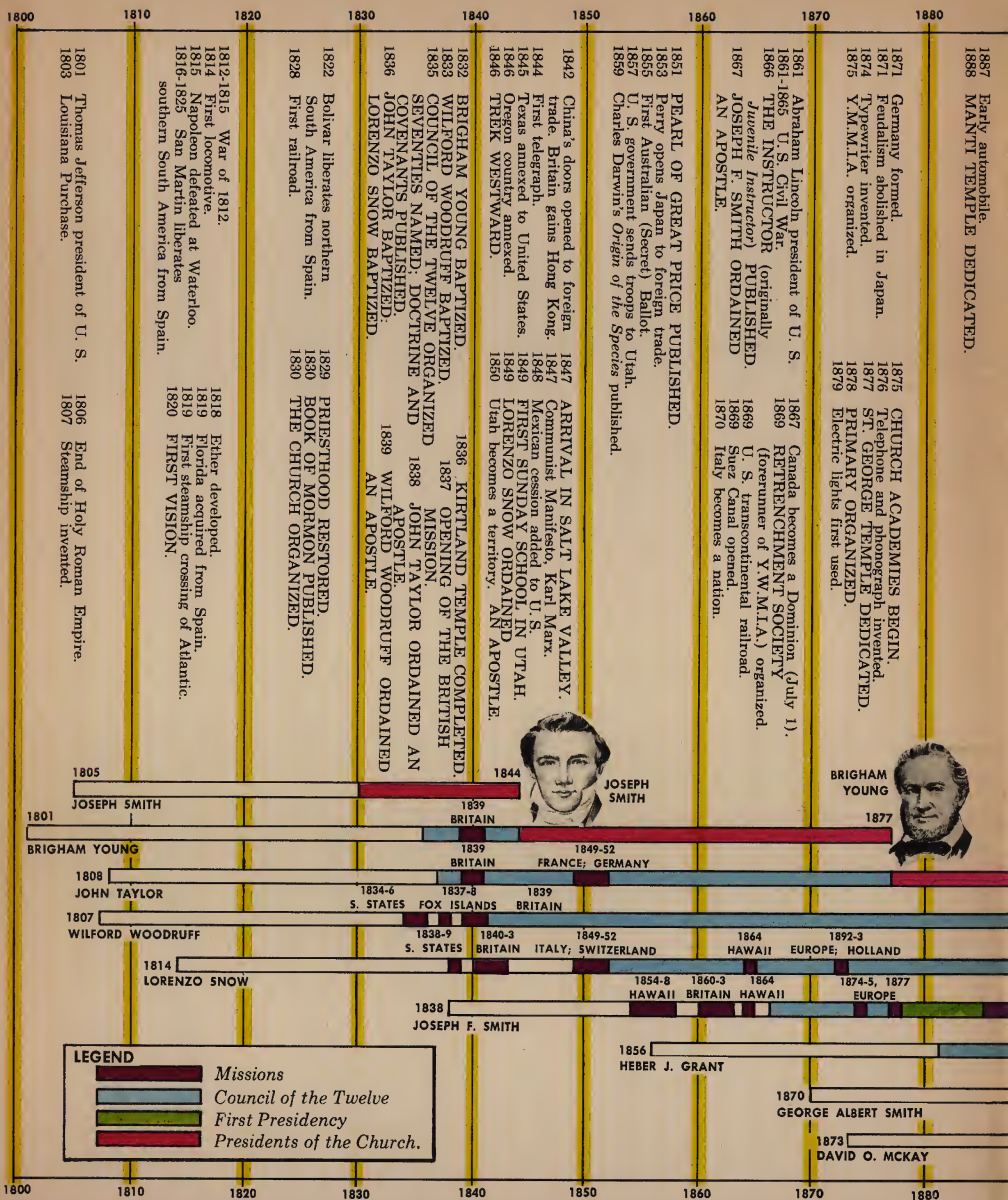 1800 1810 1820 1830 1840 1850 1860 1870 1880
1801 Thomas Jefferson president of U. S.
1803 Louisiana Purchase.
1806 End of Holy Roman Empire.
1807 Steamship invented.
1812-1815 War of 1812.
1814 First locomotive.
1815 Napoleon defeated at Waterloo.
1816-1825 San Martin liberates
southern South America from Spain.
1818 Ether developed.
1819 Florida acquired from Spain.
1819 First steamship crossing of Atlantic.
1820 FIRST VISION.
1822 Bolivar liberates northern
South America from Spain.
1828 First railroad.
1829 PRIESTHOOD RESTORED.
1830 BOOK OF MORMON PUBLISHED.
1830 THE CHURCH ORGANIZED.
1832 BRIGHAM YOUNG BAPTIZED.
1833 WILFORD WOODRUFF BAPTIZED.
1835 COUNCIL OF THE TWELVE ORGANIZED
SEVENTIES NAMED; DOCTRINE AND
COVENANTS PUBLISHED.
1836 JOHN TAYLOR BAPTIZED;
LORENZO SNOW BAPTIZED.
1836 KIRTLAND TEMPLE COMPLETED.
1837 OPENING OF THE BRITISH
MISSION.
1838 JOHN TAYLOR ORDAINED AN
APOSTLE.
1839 WILFORD WOODRUFF ORDAINED
AN APOSTLE.
1842 China's doors opened to foreign
trade. Britain gains Hong Kong.
1844 First telegraph.
1845 Texas annexed to United States.
1846 Oregon country annexed.
1846 TREK WESTWARD.
1847 ARRIVAL IN SALT LAKE VALLEY.
1847 Communist Manifesto, Karl Marx.
1848 Mexican cession added to U.S.
1849 FIRST SUNDAY SCHOOL IN UTAH.
1849 LORENZO SNOW ORDAINED
AN APOSTLE.
1850 Utah becomes a territory.
1851 PEARL OF GREAT PRICE PUBLISHED.
1853 Perry opens Japan to foreign trade.
1855 First Australian (Secret) Ballot.
1857 U. S. government sends troops to Utah.
1859 Charles Darwin's Origin of the Species published.
1861 Abraham Lincoln president of U. S.
1861-1865 U. S. Civil War.
1866 THE INSTRUCTOR (originally
Juvenile Instructor) PUBLISHED.
1867 JOSEPH F. SMITH ORDAINED
AN APOSTLE.
1867 Canada becomes a Dominion (July 1).
1869 RETRENCHMENT SOCIETY
(forerunner of Y.W.M.I.A.) organized.
1869 U. S. transcontinental railroad.
1869 Suez Canal opened.
1870 Italy becomes a nation.
1871 Germany formed.
1871 Feudalism abolished in Japan.
1874 Typewriter invented.
1875 Y.M.M.I.A. organized.
1875 CHURCH ACADEMIES BEGIN.
1876 Telephone and phonograph invented.
1877 ST. GEORGE TEMPLE DEDICATED.
1878 PRIMARY ORGANIZED.
1879 Electric lights first used.
1887 Early automobile.
1888 MANTI TEMPLE DEDICATED.
1805 1844
JOSEPH SMITH
JOSEPH
SMITH
BRIGHAM
YOUNG
1839
BRITAIN
1801 1877
BRIGHAM YOUNG
1839 1849-52
BRITAIN FRANCE; GERMANY
1808
JOHN TAYLOR
1834-6 1837-8 1839
S. STATES FOX ISLANDS BRITAIN
1807
WILFORD WOODRUFF
1838-9 1840-3 1849-52 1864 1892-3
S. STATES BRITAIN ITALY; SWITZERLAND HAWAII EUROPE; HOLLAND
1814
LORENZO SNOW
1854-8 1860-3 1864 1874-5, 1877
HAWAII BRITAIN HAWAII EUROPE
1838
JOSEPH F. SMITH
1856
HEBER J. GRANT
1870
GEORGE ALBERT SMITH
1873
DAVID O. MCKAY
LEGEND
Missions
Council of the Twelve
First Presidency
Presidents of the Church.
1800 1810 1820 1830 1840 1850 1860 1870 1880